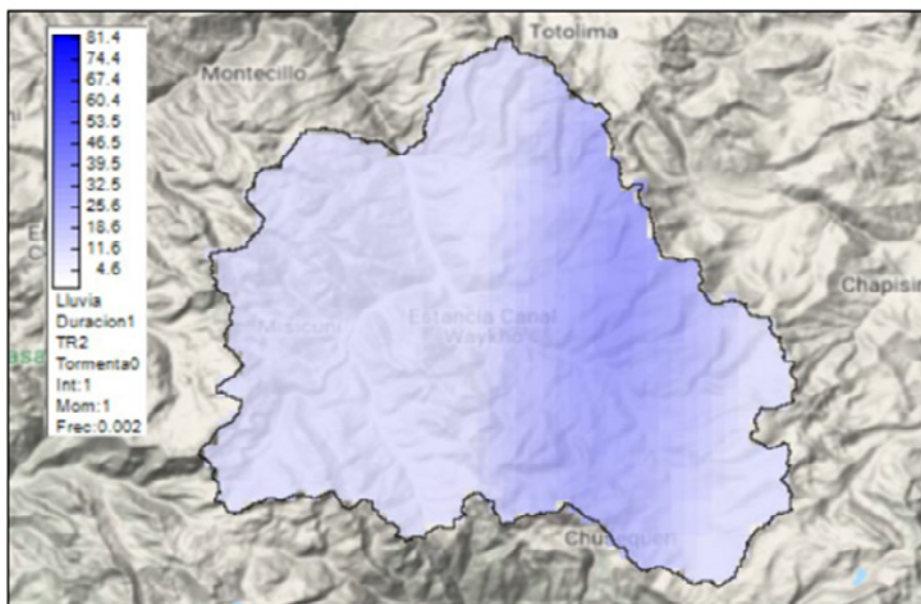 81.4
74.4
67.4
60.4
53.5
46.5
39.5
32.5
25.6
18.6
11.6
4.6
Lluvia
Duracion1
TR2
Tormenta0
Int:1
Mom:1
Frec:0.002
Totolima
Montecillo
Chapisir
Estancia Canal
Misicuni